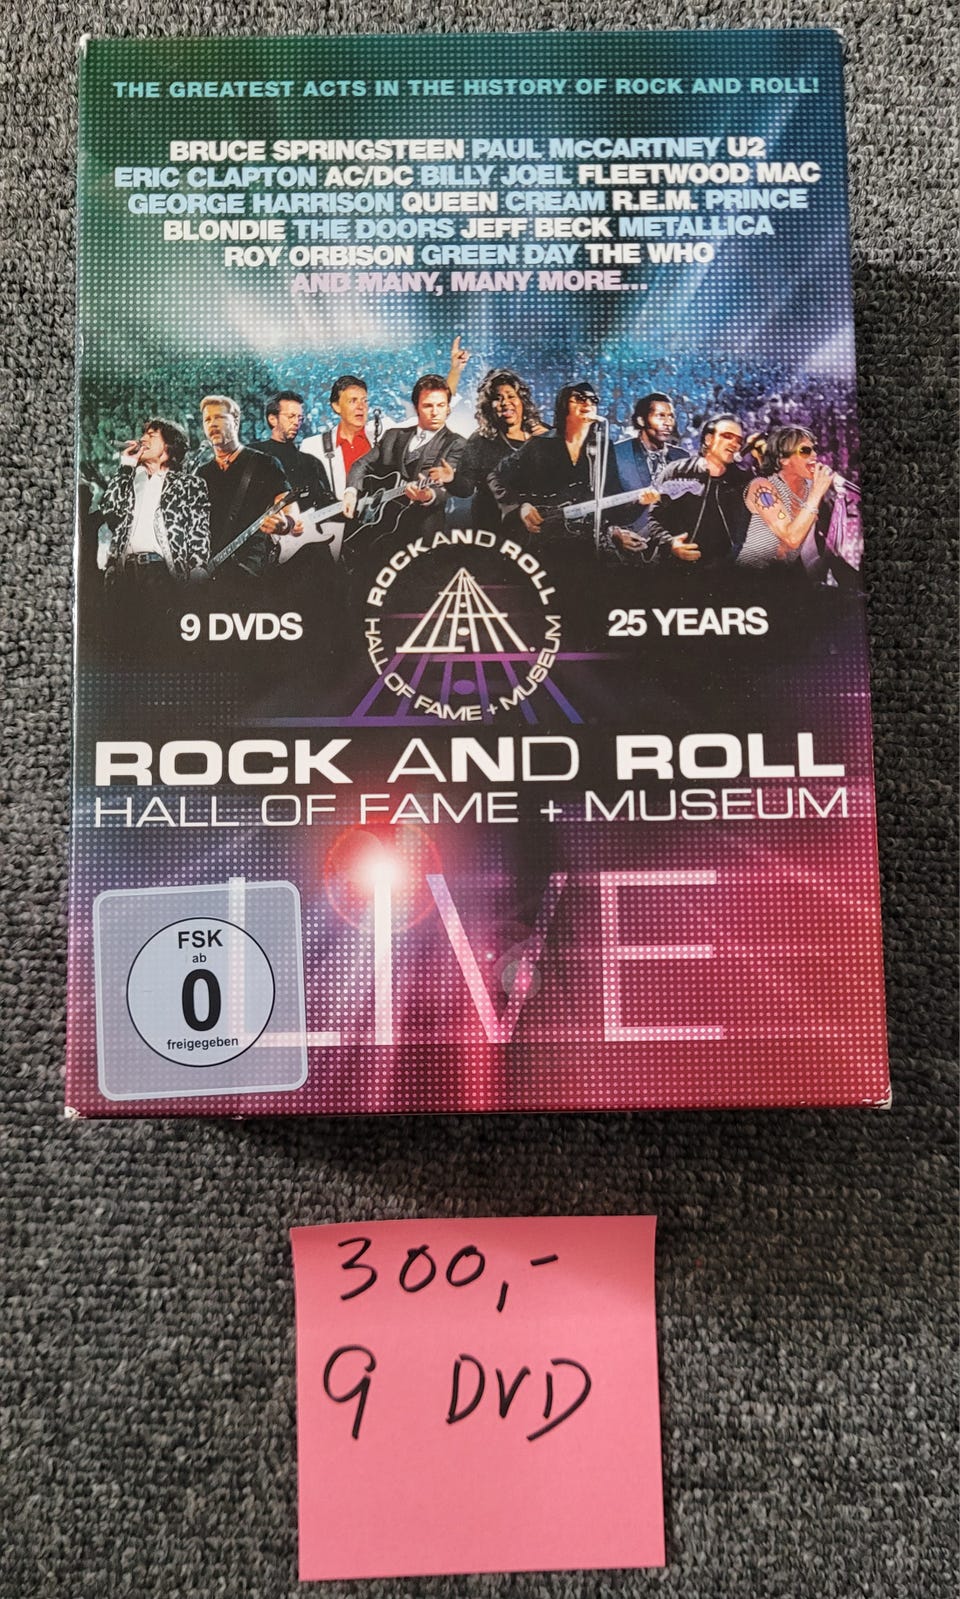 THE GREATEST ACTS IN THE HISTORY OF ROCK AND ROLL!
BRUCE SPRINGSTEEN PAUL McCARTNEY U2
ERIC CLAPTON AC/DC BILLY JOEL FLEETWOOD MAC
GEORGE HARRISON QUEEN CREAM R.E.M. PRINCE
BLONDIE THE DOORS JEFF BECK METALLICA
ROY ORBISON GREEN DAY THE WHO
AND MANY, MANY MORE...
9 DVDS
ROCK AND ROLL
HALL OF FAME + MUSEUM
25 YEARS
ROCK AND ROLL
HALL OF FAME + MUSEUM
LIVE
FSK
ab
0
freigegeben
300,-
9 DVD